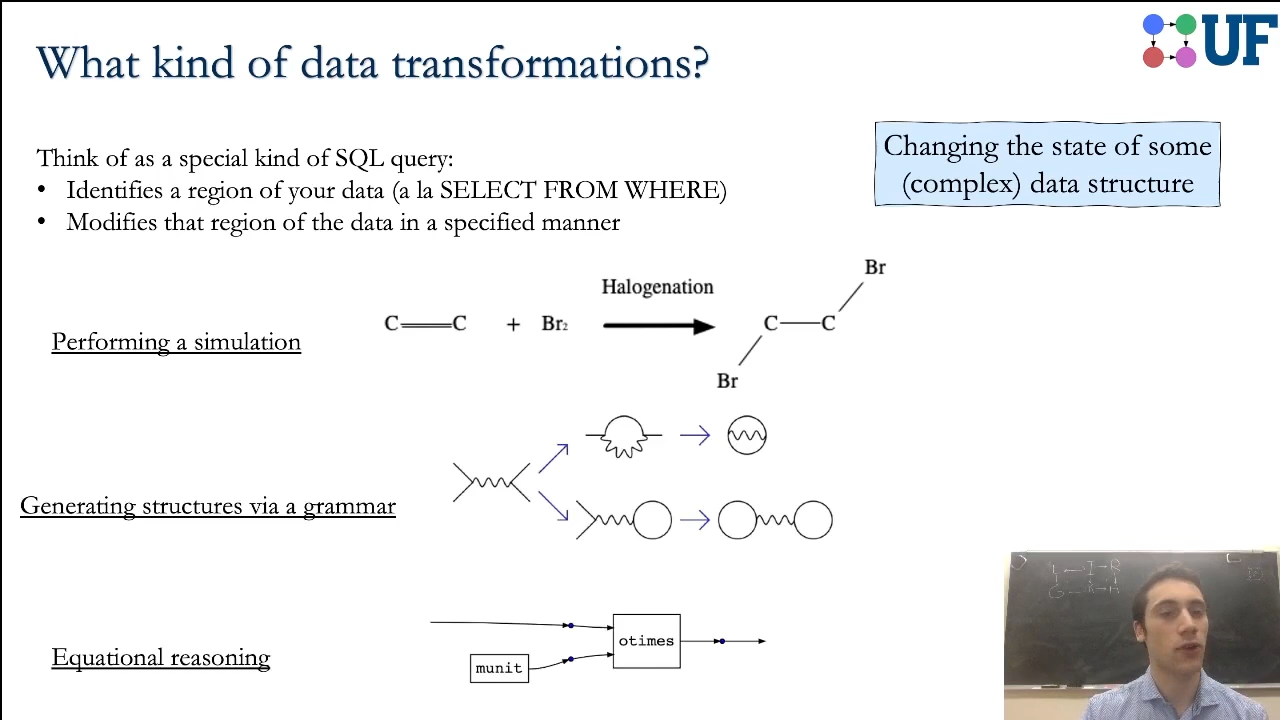 What kind of data transformations?
UF
Changing the state of some
(complex) data structure
Think of as a special kind of SQL query:
• Identifies a region of your data (a la SELECT FROM WHERE)
• Modifies that region of the data in a specified manner
Performing a simulation
C C + Br2
Halogenation
Br
C C
Br
Generating structures via a grammar
Equational reasoning
munit
otimes
L I R
G K H